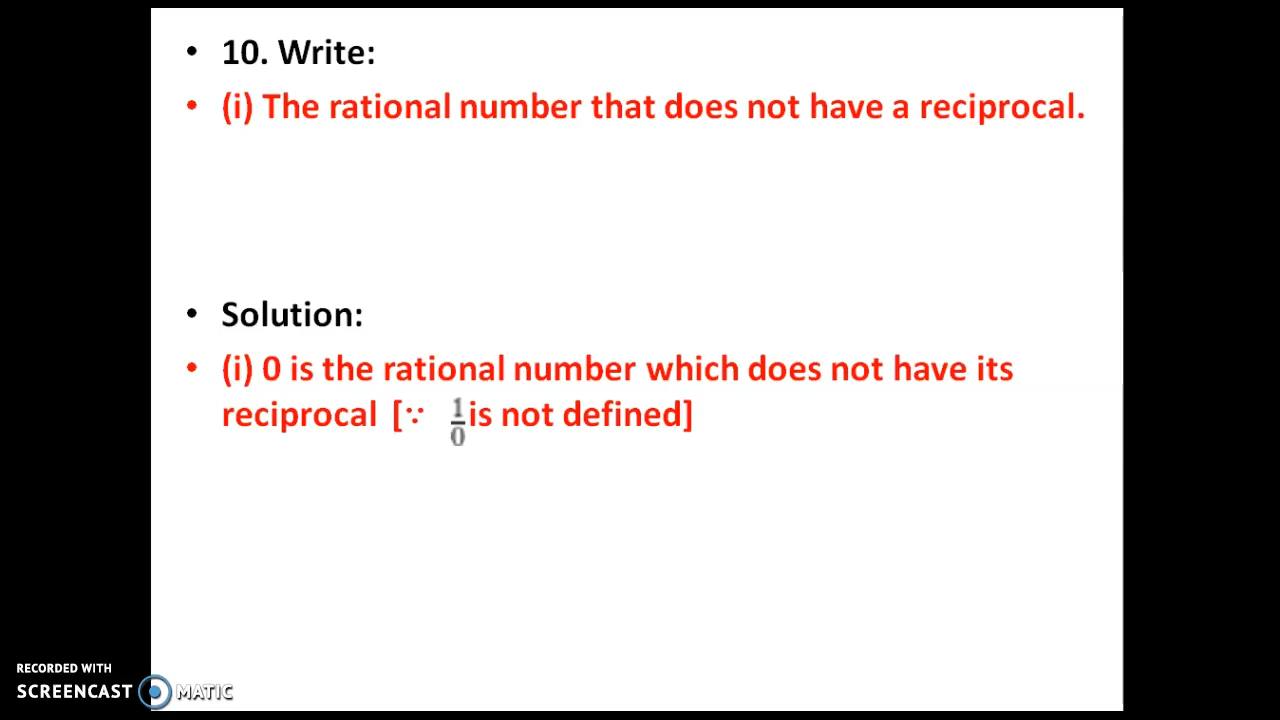 • 10. Write:
• (i) The rational number that does not have a reciprocal.
• Solution:
• (i) 0 is the rational number which does not have its
reciprocal [∵ 1/0 is not defined]
RECORDED WITH
SCREENCAST MATIC